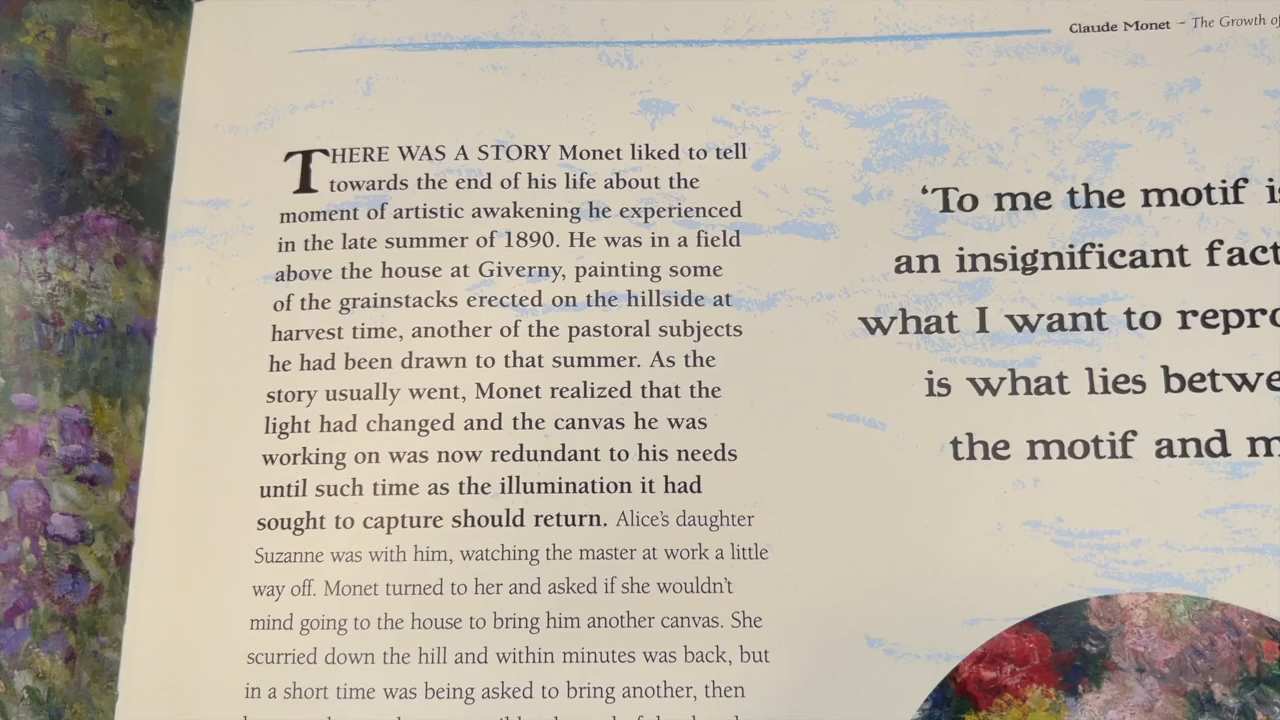 Claude Monet – The Growth of
THERE WAS A STORY Monet liked to tell
towards the end of his life about the
moment of artistic awakening he experienced
in the late summer of 1890. He was in a field
above the house at Giverny, painting some
of the grainstacks erected on the hillside at
harvest time, another of the pastoral subjects
he had been drawn to that summer. As the
story usually went, Monet realized that the
light had changed and the canvas he was
working on was now redundant to his needs
until such time as the illumination it had
sought to capture should return. Alice's daughter
Suzanne was with him, watching the master at work a little
way off. Monet turned to her and asked if she wouldn't
mind going to the house to bring him another canvas. She
scurried down the hill and within minutes was back, but
in a short time was being asked to bring another, then
‘To me the motif
an insignificant
what I want to
is what lies
the motif and